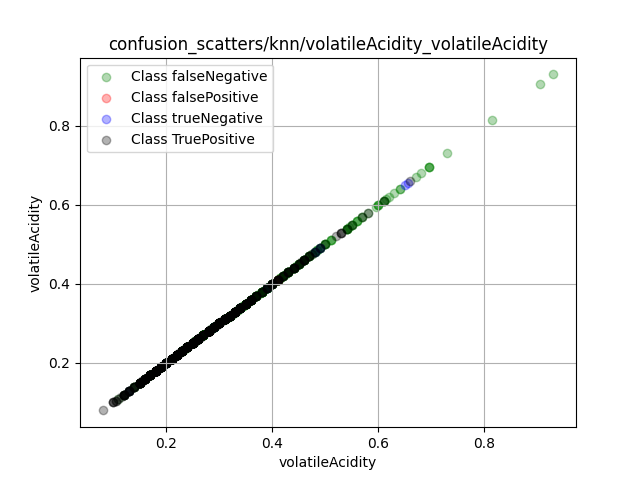 confusion_scatters/knn/volatileAcidity_volatileAcidity
Class falseNegative
Class falsePositive
Class trueNegative
Class TruePositive
0.8
0.6
0.4
0.2
volatileAcidity
0.2
0.4
0.6
0.8
volatileAcidity